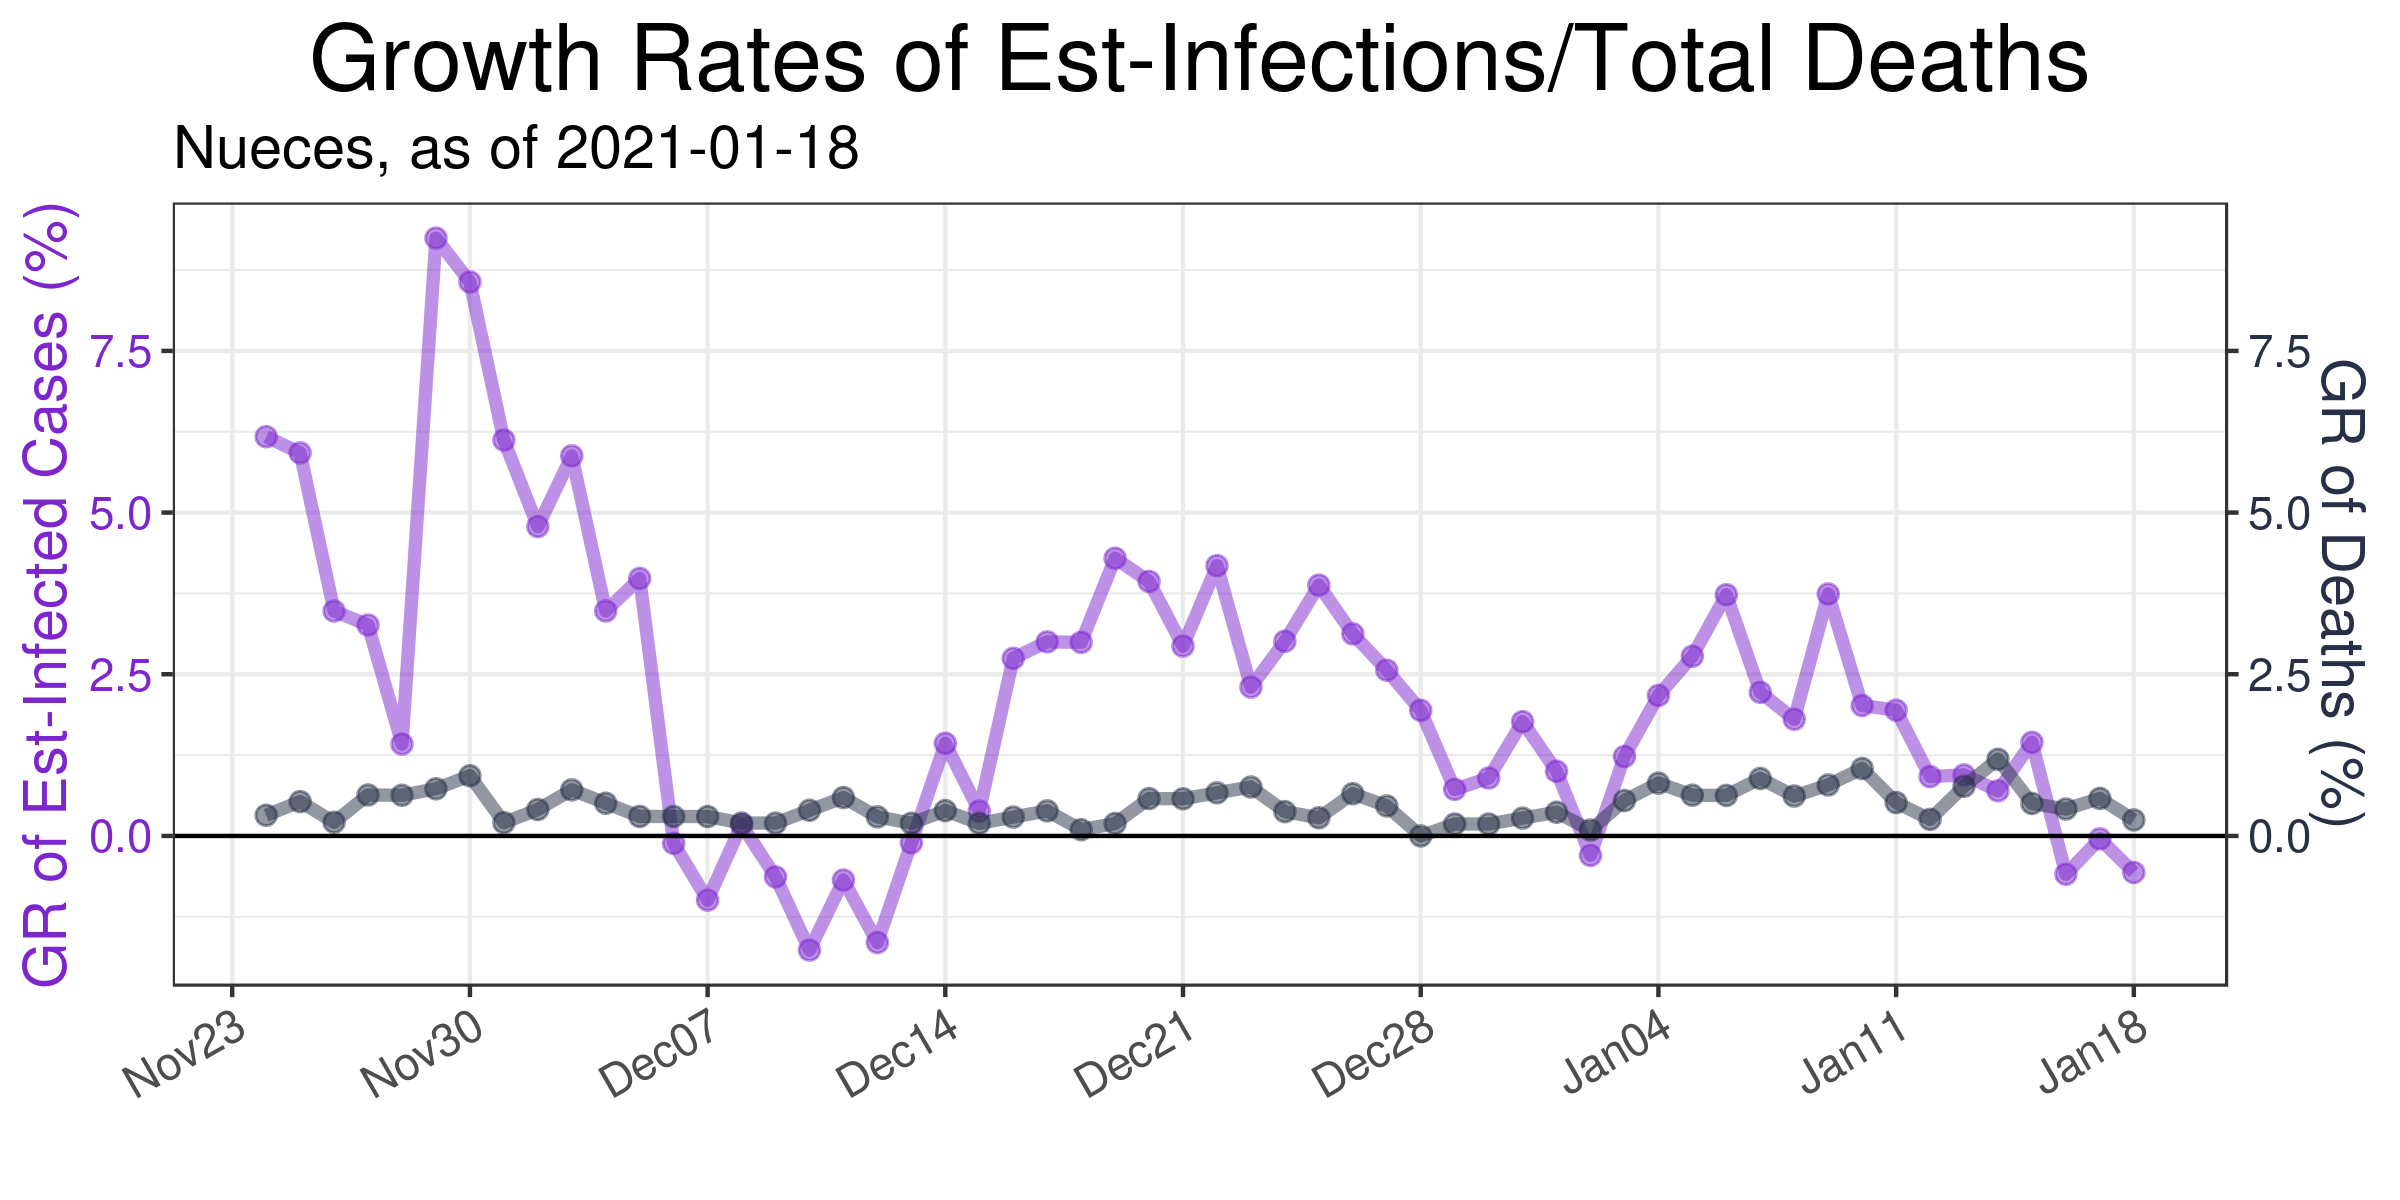 Growth Rates of Est-Infections/Total Deaths
Nueces, as of 2021-01-18
GR of Est-Infected Cases (%)
7.5
5.0
2.5
0.0
7.5
5.0
2.5
0.0
GR of Deaths (%)
Nov23
Nov30
Dec07
Dec14
Dec21
Dec28
Jan04
Jan11
Jan18